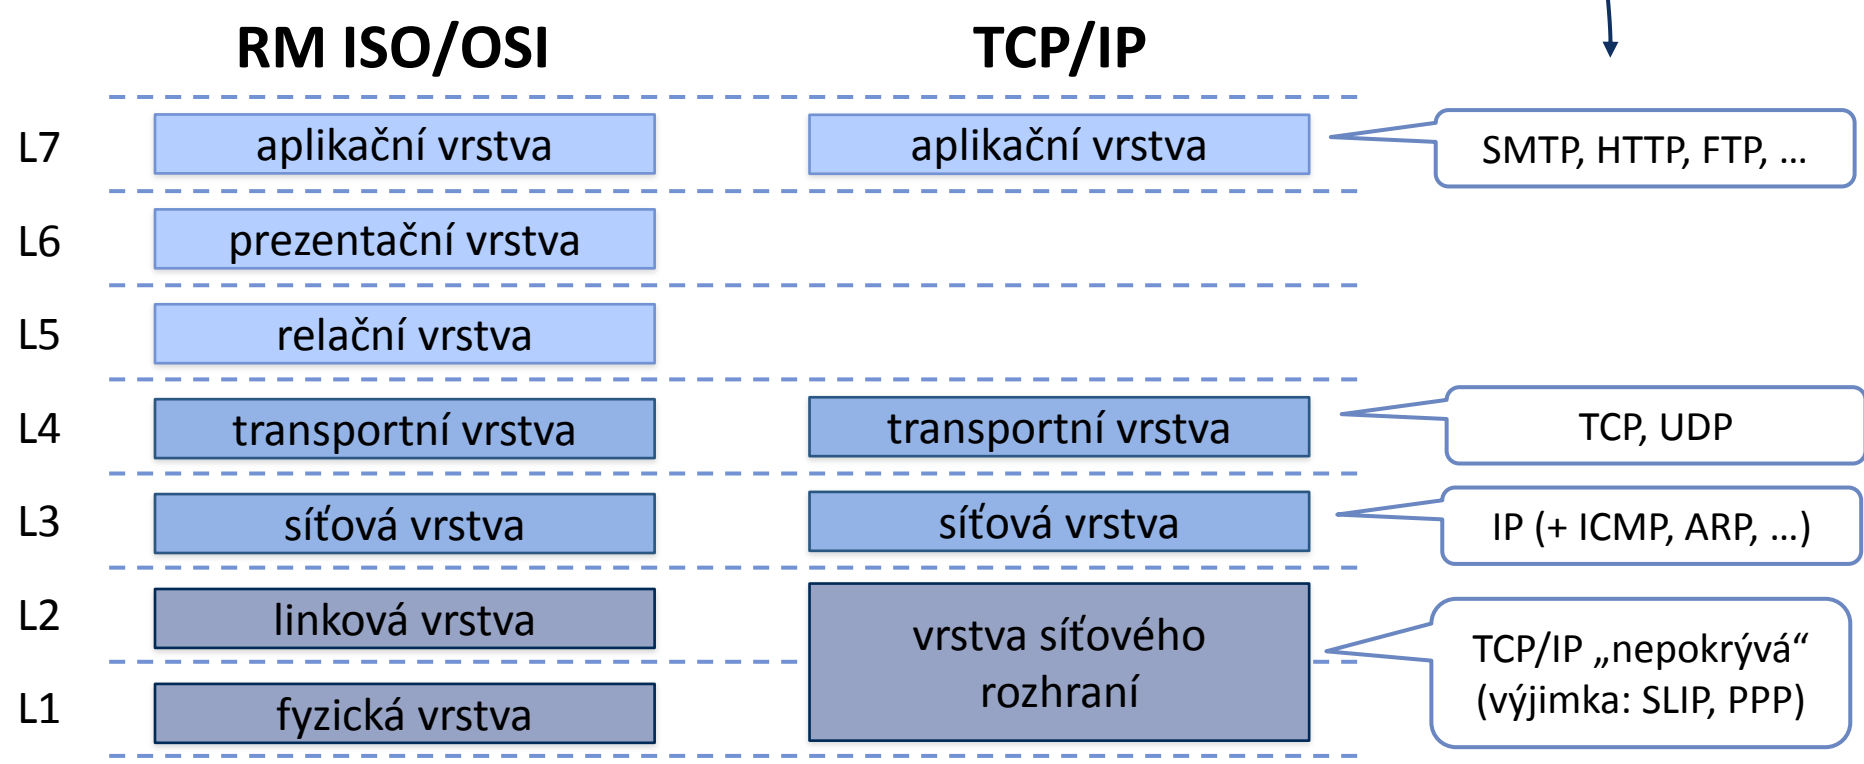 RM ISO/OSI TCP/IP
L7 aplikační vrstva aplikační vrstva SMTP, HTTP, FTP, ...
L6 prezentační vrstva
L5 relační vrstva
L4 transportní vrstva transportní vrstva TCP, UDP
L3 síťová vrstva síťová vrstva IP (+ ICMP, ARP, ...)
L2 linková vrstva
vrstva síťového
rozhraní
TCP/IP „nepokrývá“
(výjimka: SLIP, PPP)
L1 fyzická vrstva